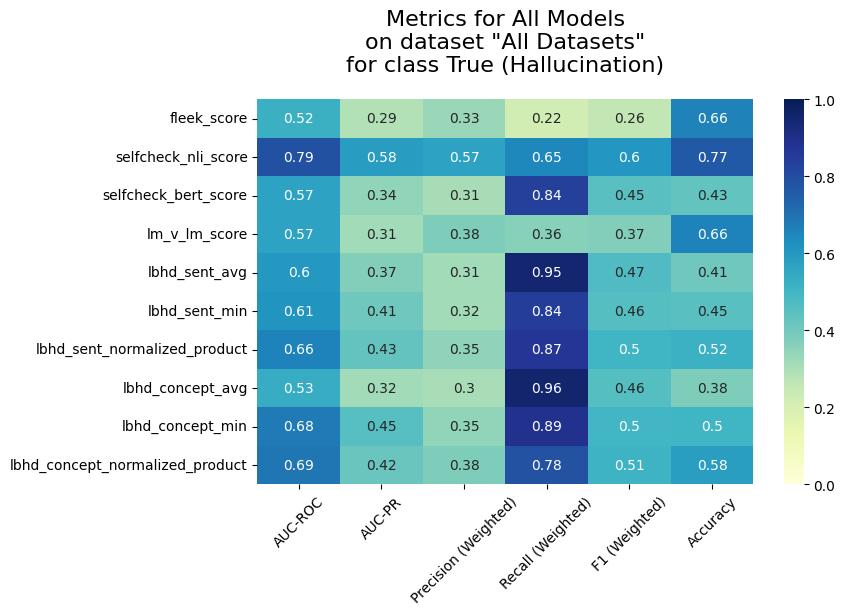 Metrics for All Models
on dataset "All Datasets"
for class True (Hallucination)
fleek_score 0.52 0.29 0.33 0.22 0.26 0.66
selfcheck_nli_score 0.79 0.58 0.57 0.65 0.6 0.77
selfcheck_bert_score 0.57 0.34 0.31 0.84 0.45 0.43
lm_v_lm_score 0.57 0.31 0.38 0.36 0.37 0.66
lbhd_sent_avg 0.6 0.37 0.31 0.95 0.47 0.41
lbhd_sent_min 0.61 0.41 0.32 0.84 0.46 0.45
lbhd_sent_normalized_product 0.66 0.43 0.35 0.87 0.5 0.52
lbhd_concept_avg 0.53 0.32 0.3 0.96 0.46 0.38
lbhd_concept_min 0.68 0.45 0.35 0.89 0.5 0.5
lbhd_concept_normalized_product 0.69 0.42 0.38 0.78 0.51 0.58
AUC-ROC
AUC-PR
Precision (Weighted)
Recall (Weighted)
F1 (Weighted)
Accuracy
1.0
0.8
0.6
0.4
0.2
0.0